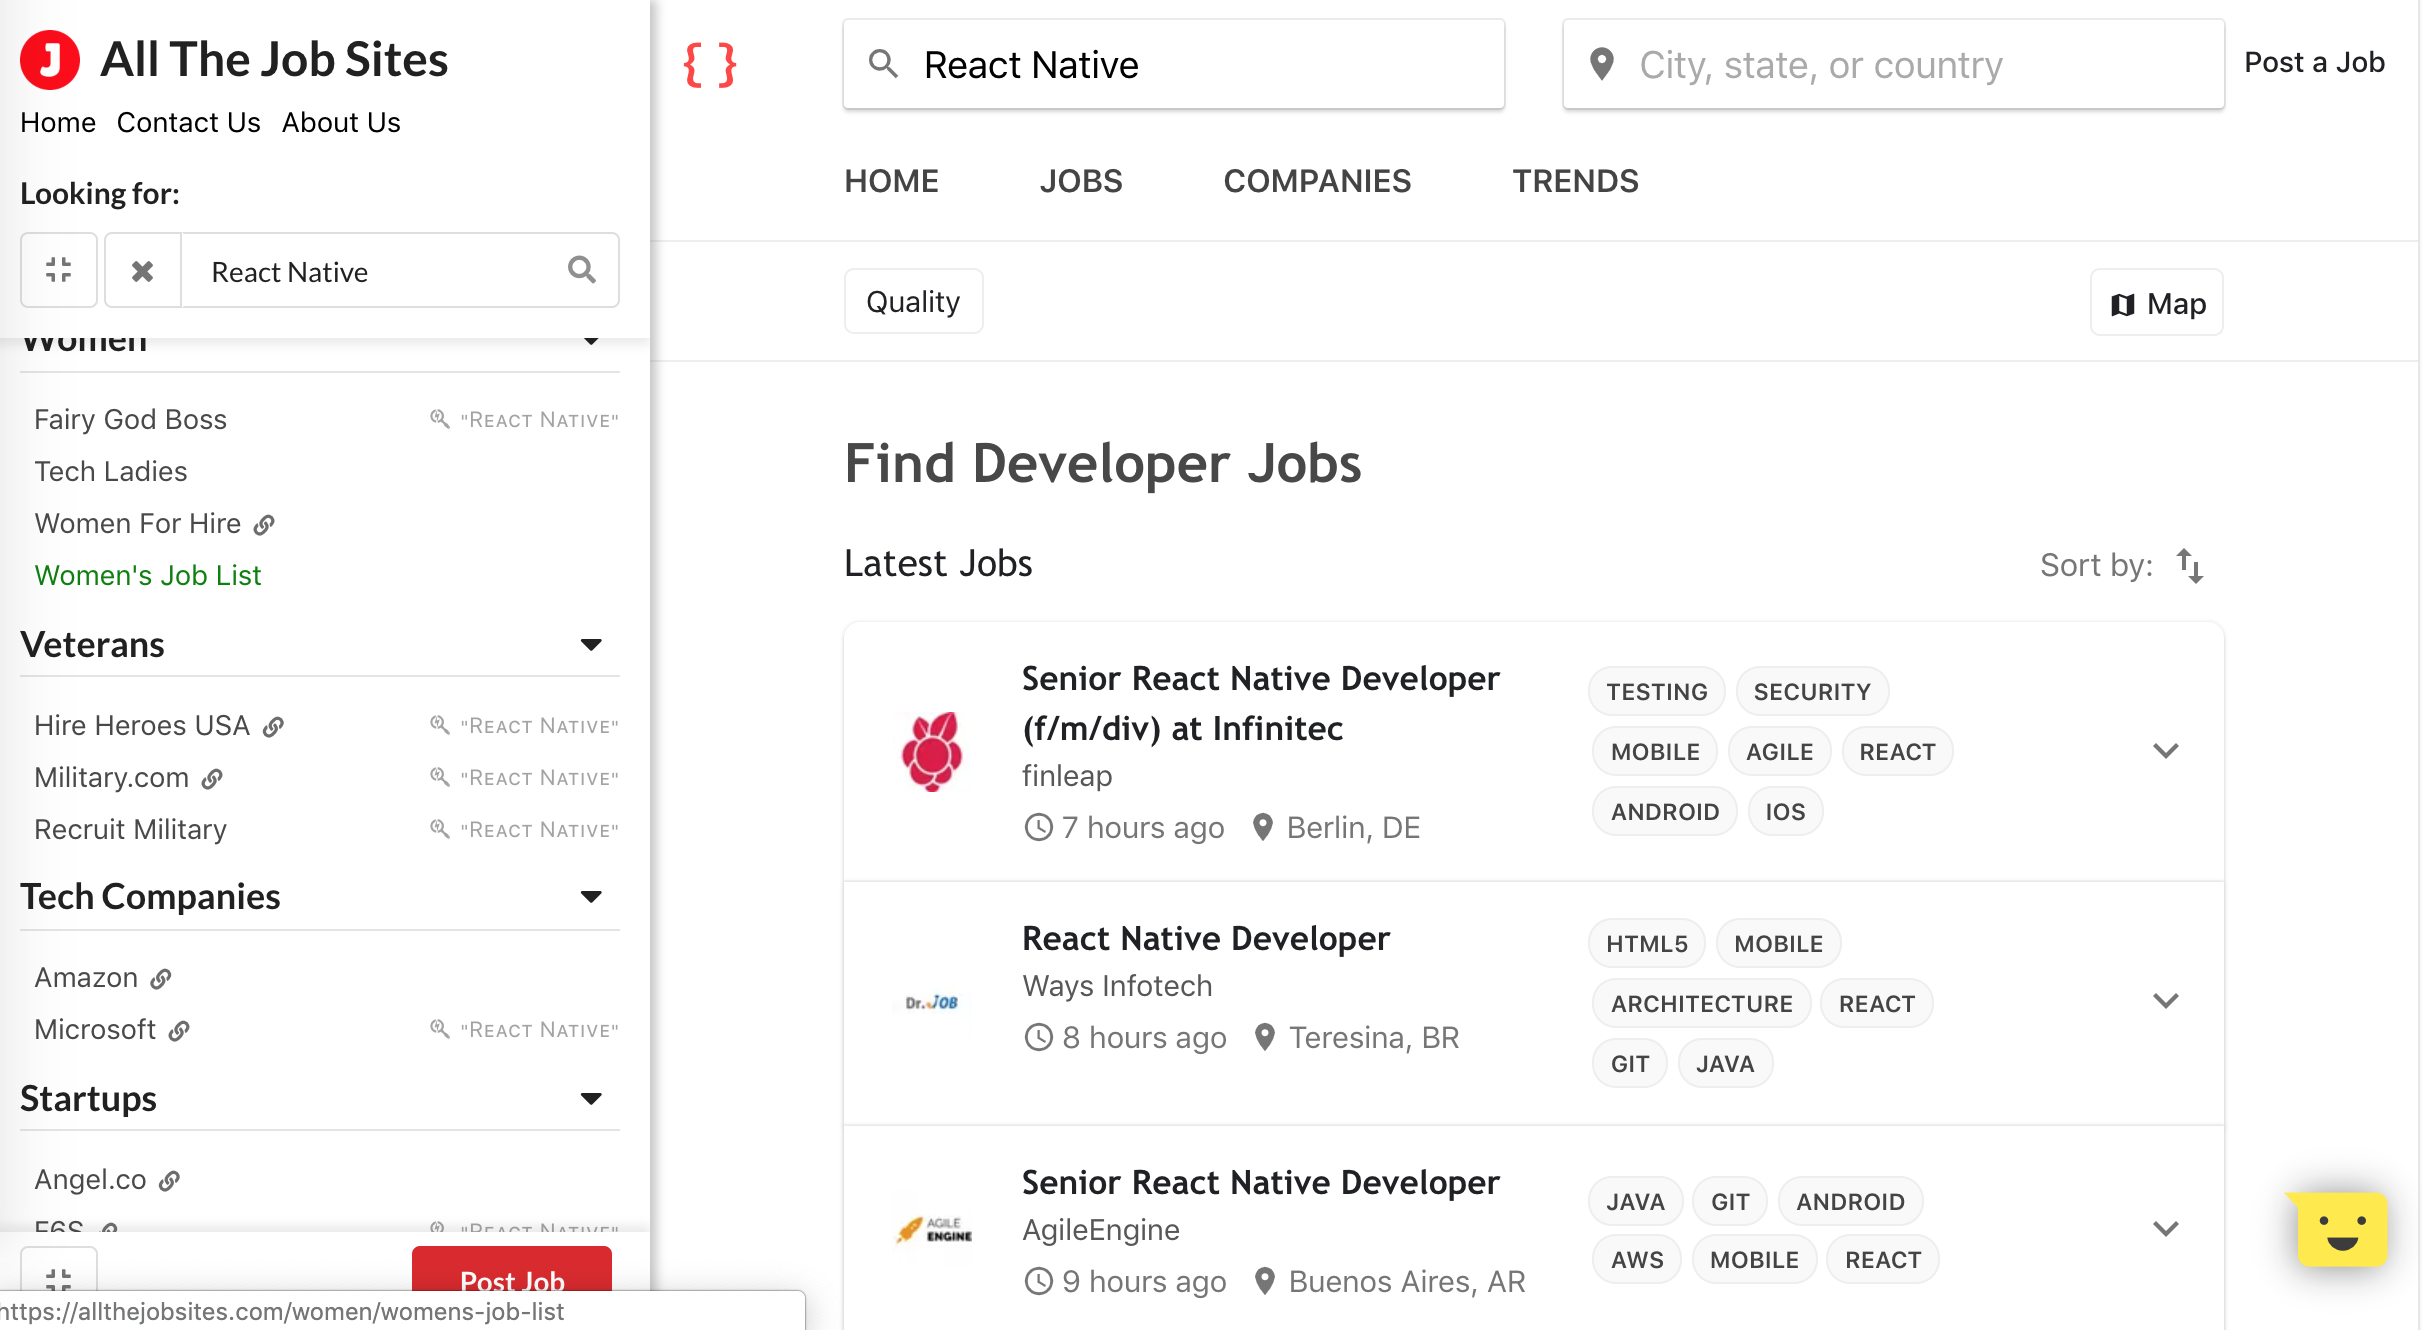 All The Job Sites
Home Contact Us About Us
Looking for:
React Native
Women
Fairy God Boss "REACT NATIVE"
Tech Ladies
Women For Hire
Women's Job List
Veterans
Hire Heroes USA "REACT NATIVE"
Military.com "REACT NATIVE"
Recruit Military "REACT NATIVE"
Tech Companies
Amazon
Microsoft "REACT NATIVE"
Startups
Angel.co
F6S "REACT NATIVE"
Post Job
https://allthejobsites.com/women/womens-job-list
{ }
React Native
City, state, or country
Post a Job
HOME JOBS COMPANIES TRENDS
Quality
Map
Find Developer Jobs
Latest Jobs
Sort by:
Senior React Native Developer
(f/m/div) at Infinitec
finleap
7 hours ago Berlin, DE
TESTING SECURITY
MOBILE AGILE REACT
ANDROID IOS
Dr.JOB
React Native Developer
Ways Infotech
8 hours ago Teresina, BR
HTML5 MOBILE
ARCHITECTURE REACT
GIT JAVA
AGILE
ENGINE
Senior React Native Developer
AgileEngine
9 hours ago Buenos Aires, AR
JAVA GIT ANDROID
AWS MOBILE REACT